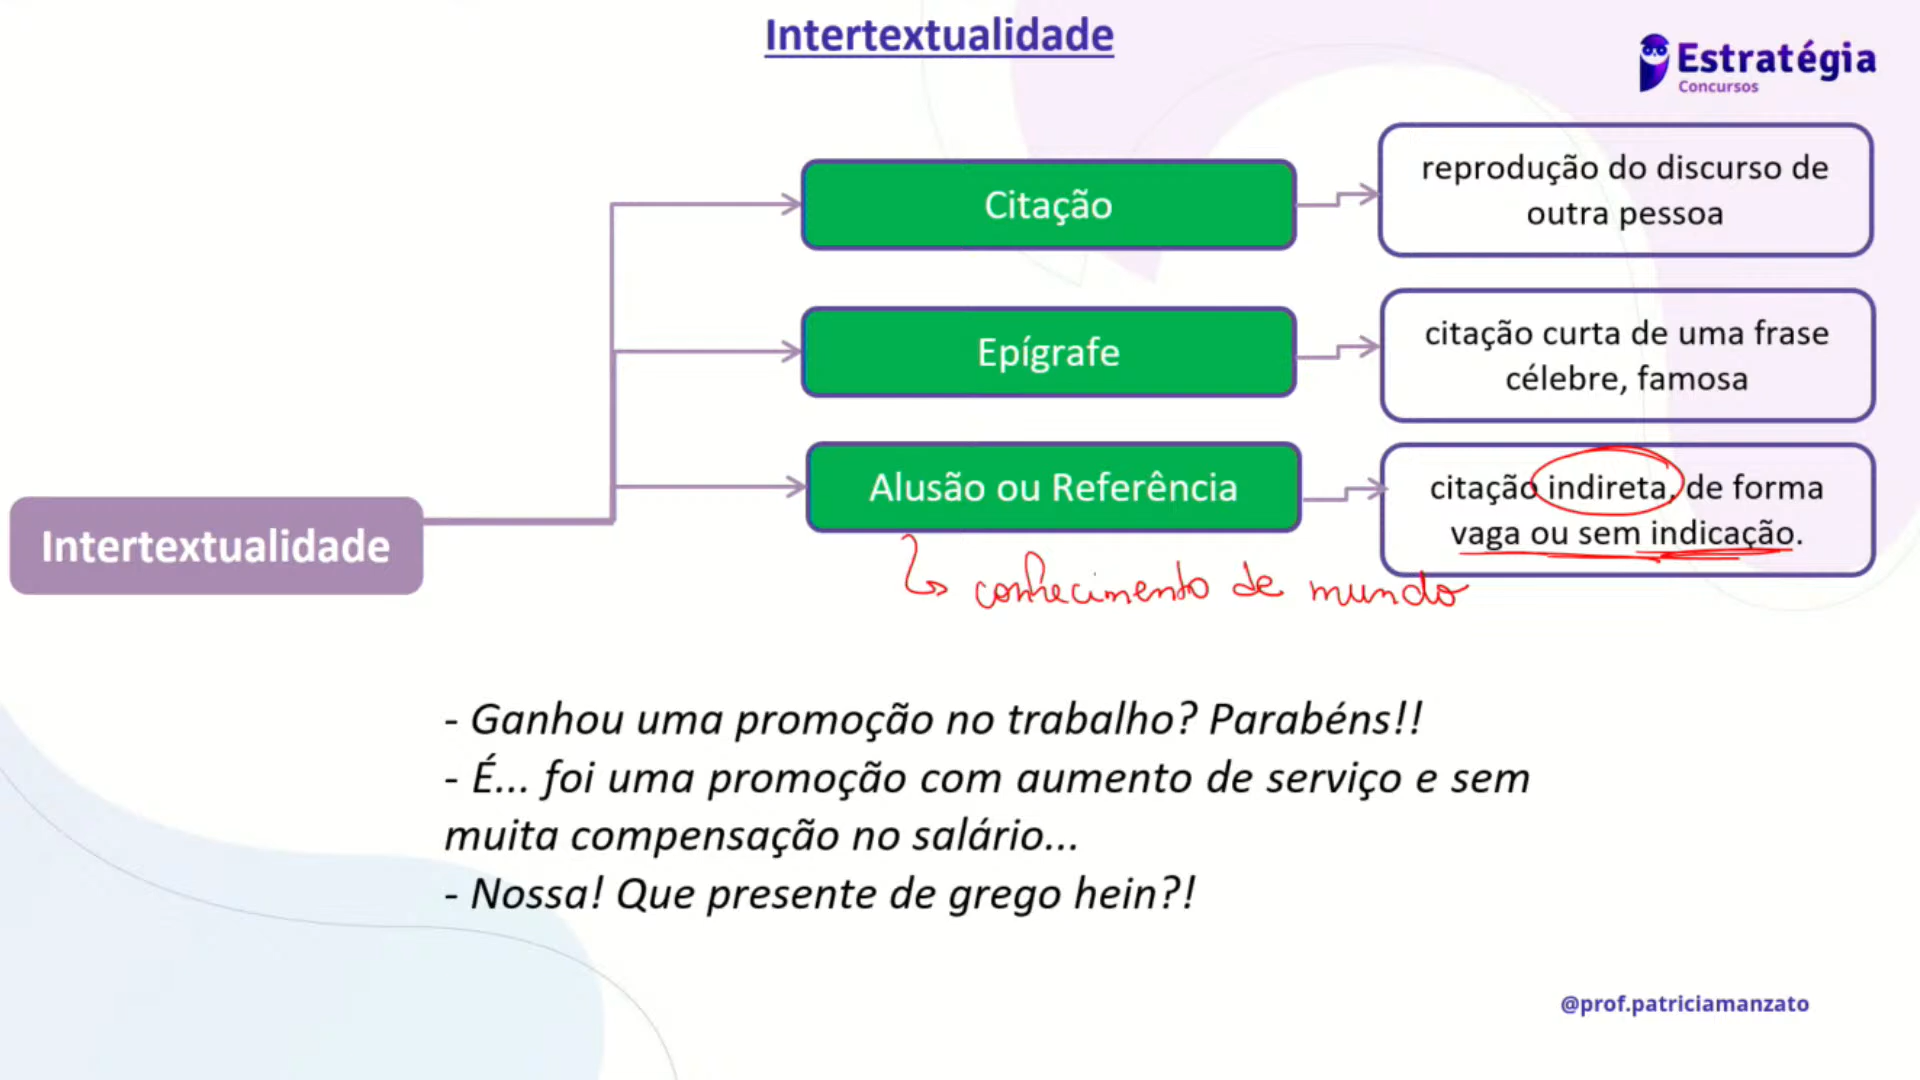 Intertextualidade
Estratégia
Concursos
Citação
reprodução do discurso de
outra pessoa
Epígrafe
citação curta de uma frase
célebre, famosa
Alusão ou Referência
citação indireta, de forma
vaga ou sem indicação.
Intertextualidade
conhecimento de mundo
- Ganhou uma promoção no trabalho? Parabéns!!
- É... foi uma promoção com aumento de serviço e sem
muita compensação no salário...
- Nossa! Que presente de grego hein?!
@prof.patriciamanzato